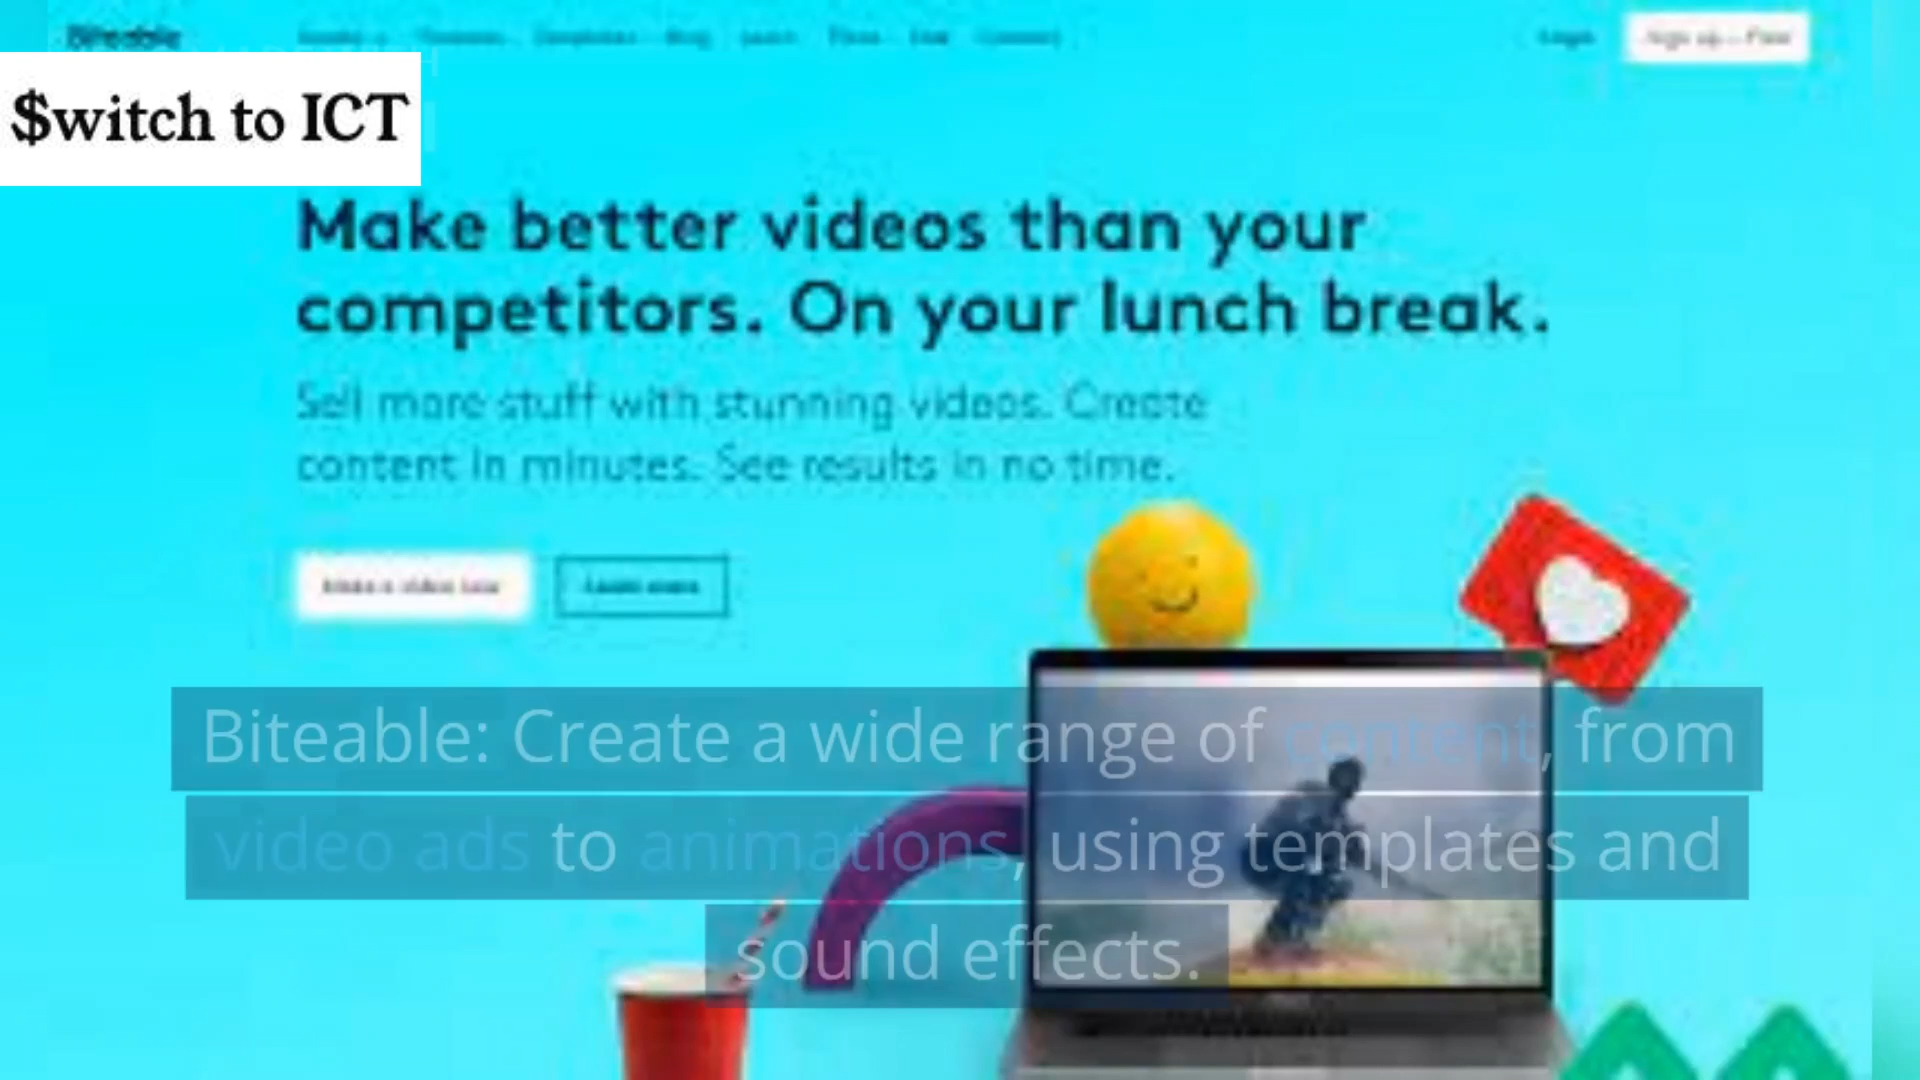 Biteable
$witch to ICT
Make better videos than your
competitors. On your lunch break.
Sell more stuff with stunning videos. Create
content in minutes. See results in no time.
Biteable: Create a wide range of content, from
video ads to animations, using templates and
sound effects.